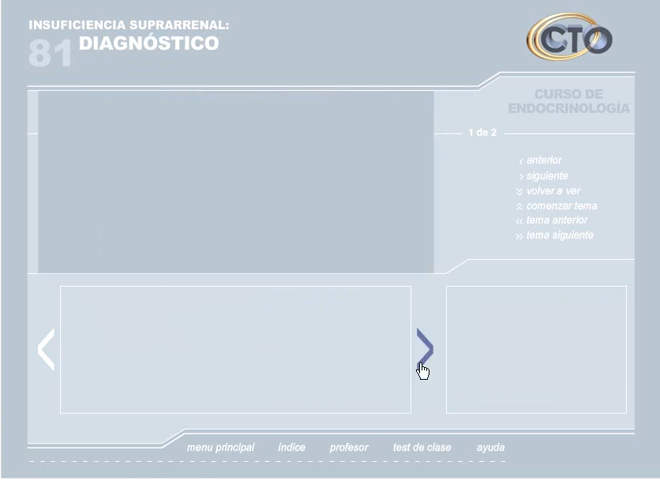 INSUFICIENCIA SUPRARRENAL:
81 DIAGNÓSTICO
CTO
CURSO DE
ENDOCRINOLOGÍA
1 de 2
‹ anterior
› siguiente
volver a ver
comenzar tema
‹‹ tema anterior
›› tema siguiente
menu principal índice profesor test de clase ayuda